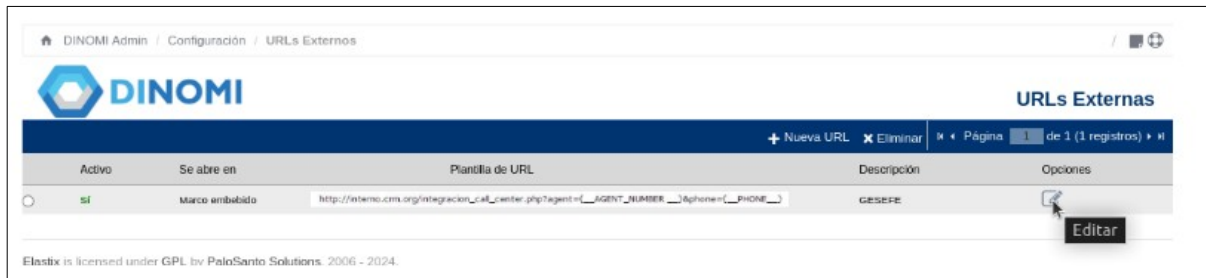 DINOMI Admin / Configuración / URLs Externos /
DINOMI
URLs Externas
Nueva URL Eliminar Página 1 de 1 (1 registros)
Activo Se abre en Plantilla de URL Descripción Opciones
Sí Marco embebido http://interno.crm.org/integracion_call_center.php?agent={__AGENT_NUMBER__}&phone={__PHONE__} GESEFE
Editar
Elastix is licensed under GPL by PaloSanto Solutions. 2006 - 2024.